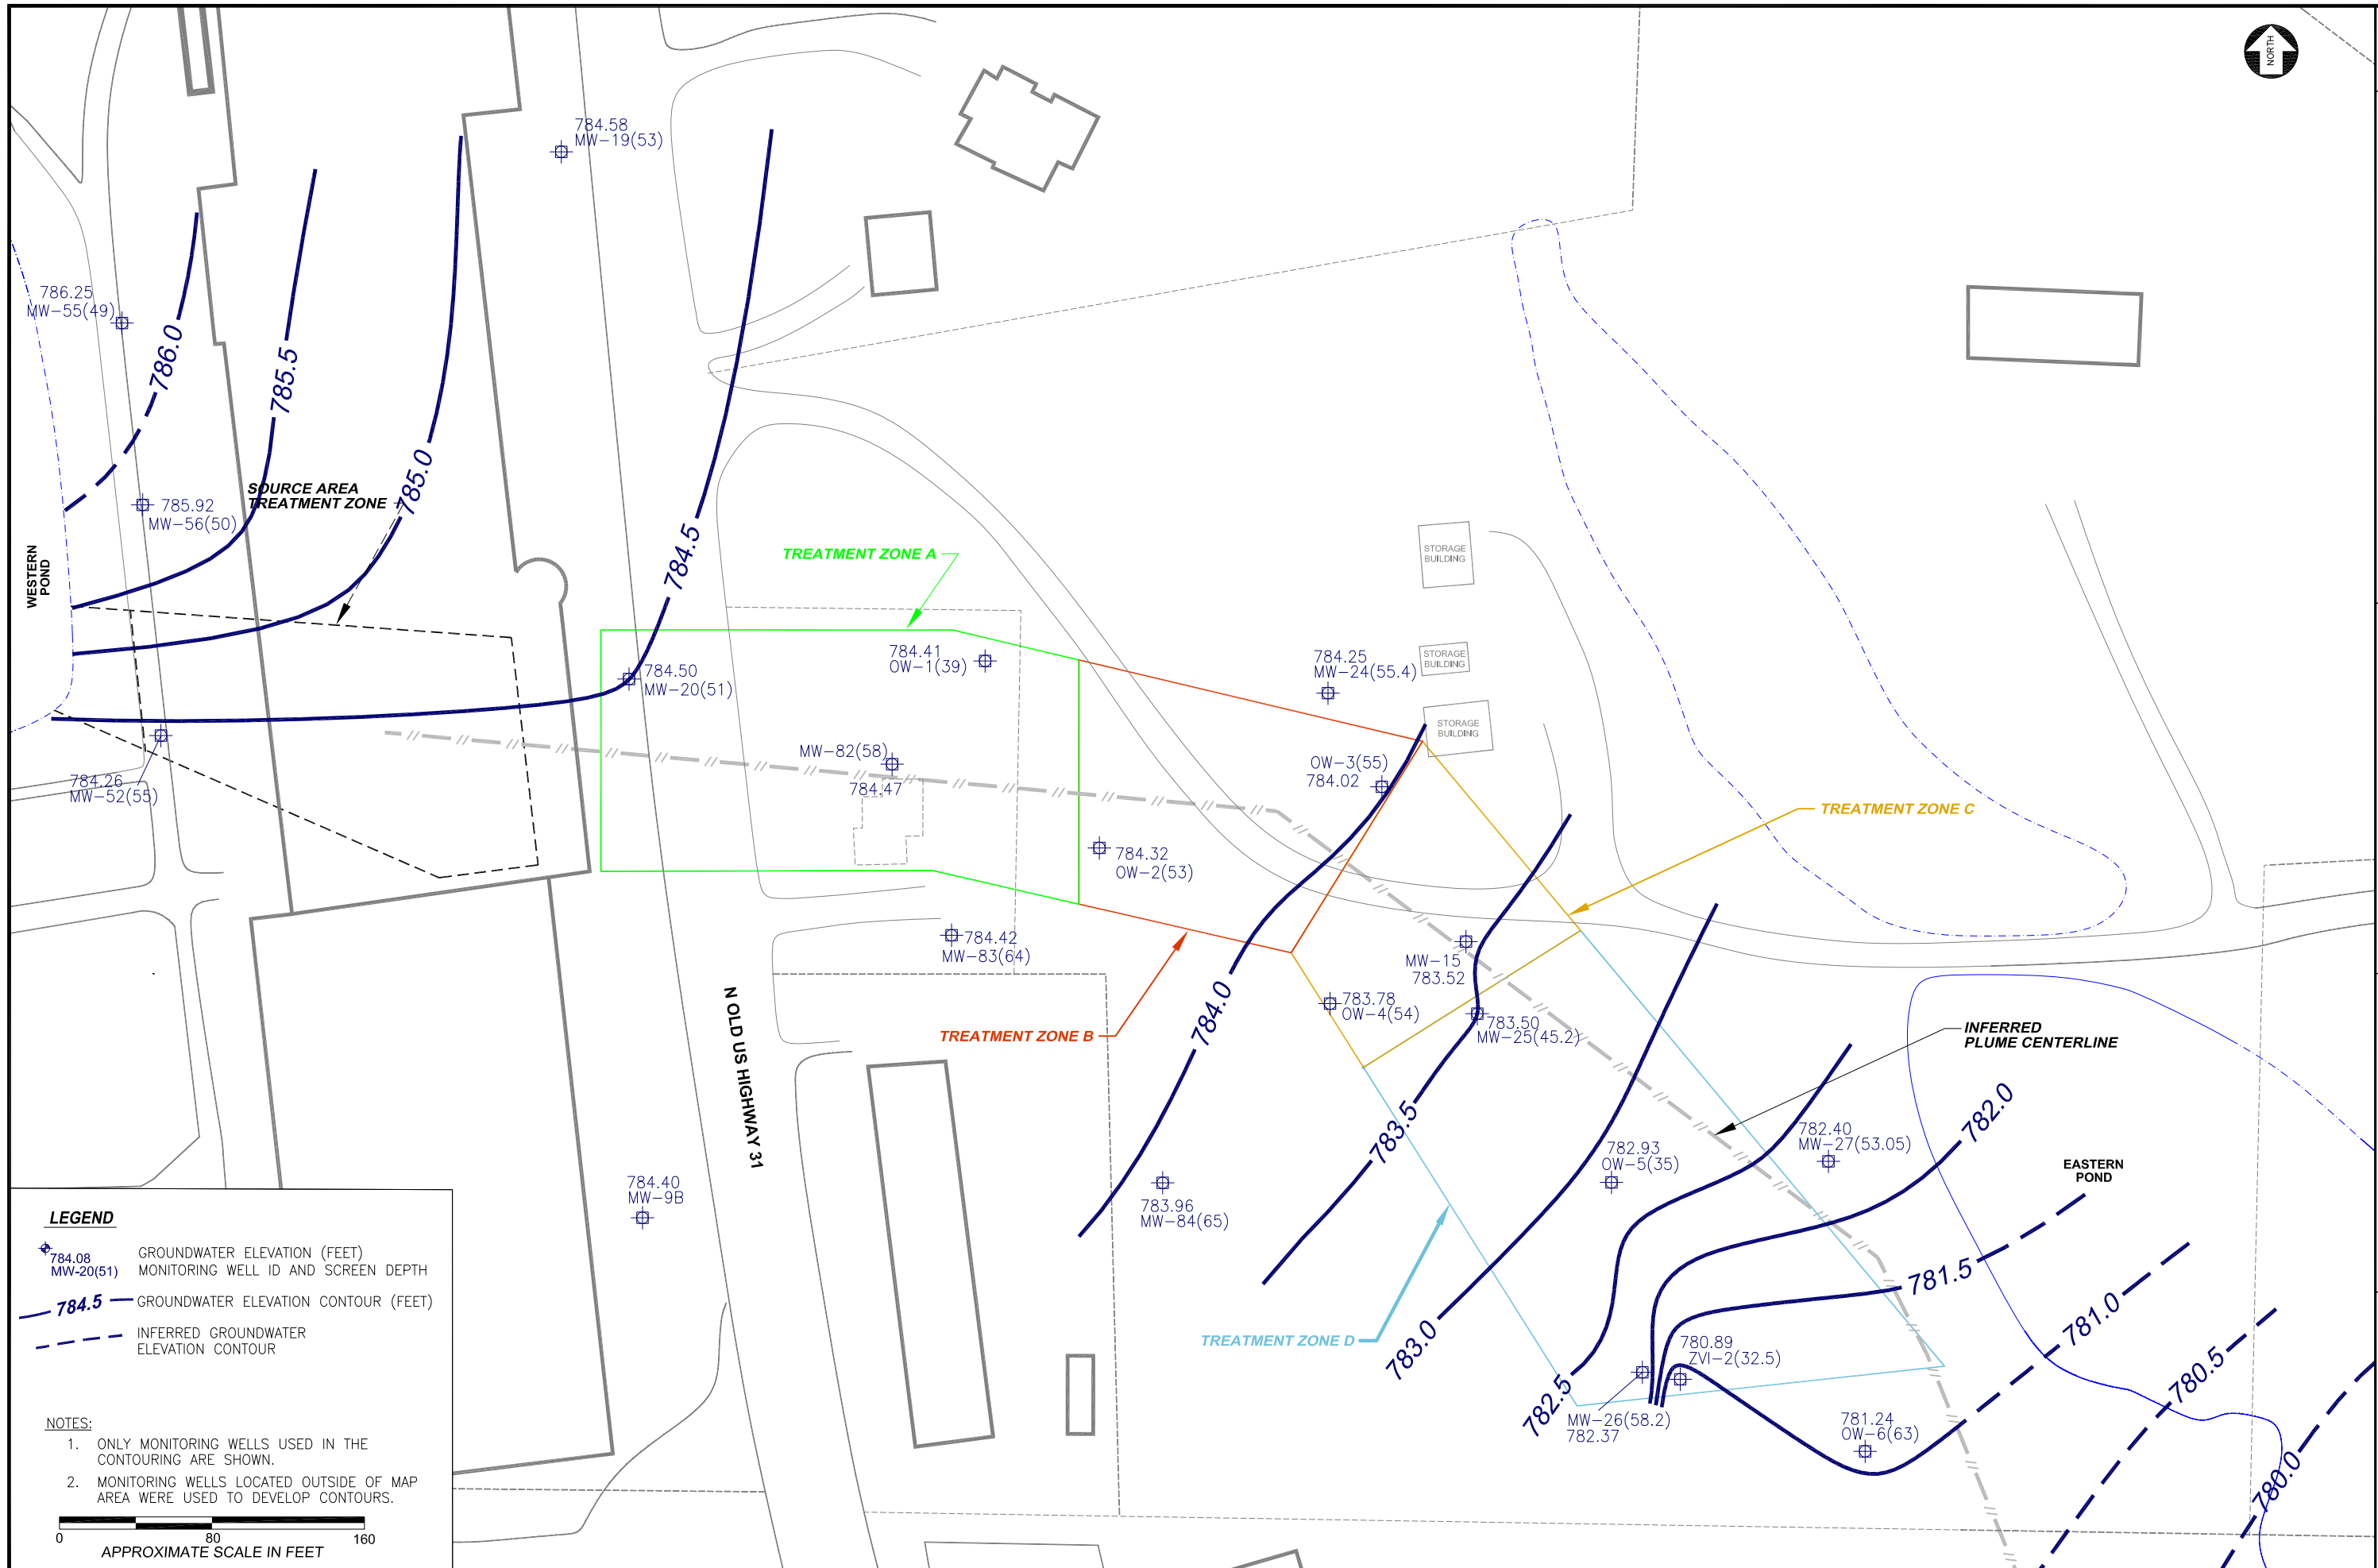 NORTH
784.58
MW-19(53)
786.25
MW-55(49)
786.0
785.5
785.0
784.5
SOURCE AREA
TREATMENT ZONE
785.92
MW-56(50)
WESTERN
POND
TREATMENT ZONE A
STORAGE
BUILDING
784.41
OW-1(39)
784.25
MW-24(55.4)
STORAGE
BUILDING
784.50
MW-20(51)
STORAGE
BUILDING
MW-82(58)
784.47
OW-3(55)
784.02
784.26
MW-52(55)
TREATMENT ZONE C
784.32
OW-2(53)
784.42
MW-83(64)
MW-15
783.52
784.0
783.78
OW-4(54)
783.50
MW-25(45.2)
N OLD US HIGHWAY 31
TREATMENT ZONE B
INFERRED
PLUME CENTERLINE
783.5
782.0
782.40
MW-27(53.05)
782.93
OW-5(35)
EASTERN
POND
784.40
MW-9B
783.96
MW-84(65)
781.5
781.0
TREATMENT ZONE D
783.0
780.89
ZVI-2(32.5)
780.5
782.5
MW-26(58.2)
782.37
781.24
OW-6(63)
780.0
LEGEND
784.08
MW-20(51)
GROUNDWATER ELEVATION (FEET)
MONITORING WELL ID AND SCREEN DEPTH
784.5
GROUNDWATER ELEVATION CONTOUR (FEET)
INFERRED GROUNDWATER
ELEVATION CONTOUR
NOTES:
1. ONLY MONITORING WELLS USED IN THE
CONTOURING ARE SHOWN.
2. MONITORING WELLS LOCATED OUTSIDE OF MAP
AREA WERE USED TO DEVELOP CONTOURS.
0 80 160
APPROXIMATE SCALE IN FEET